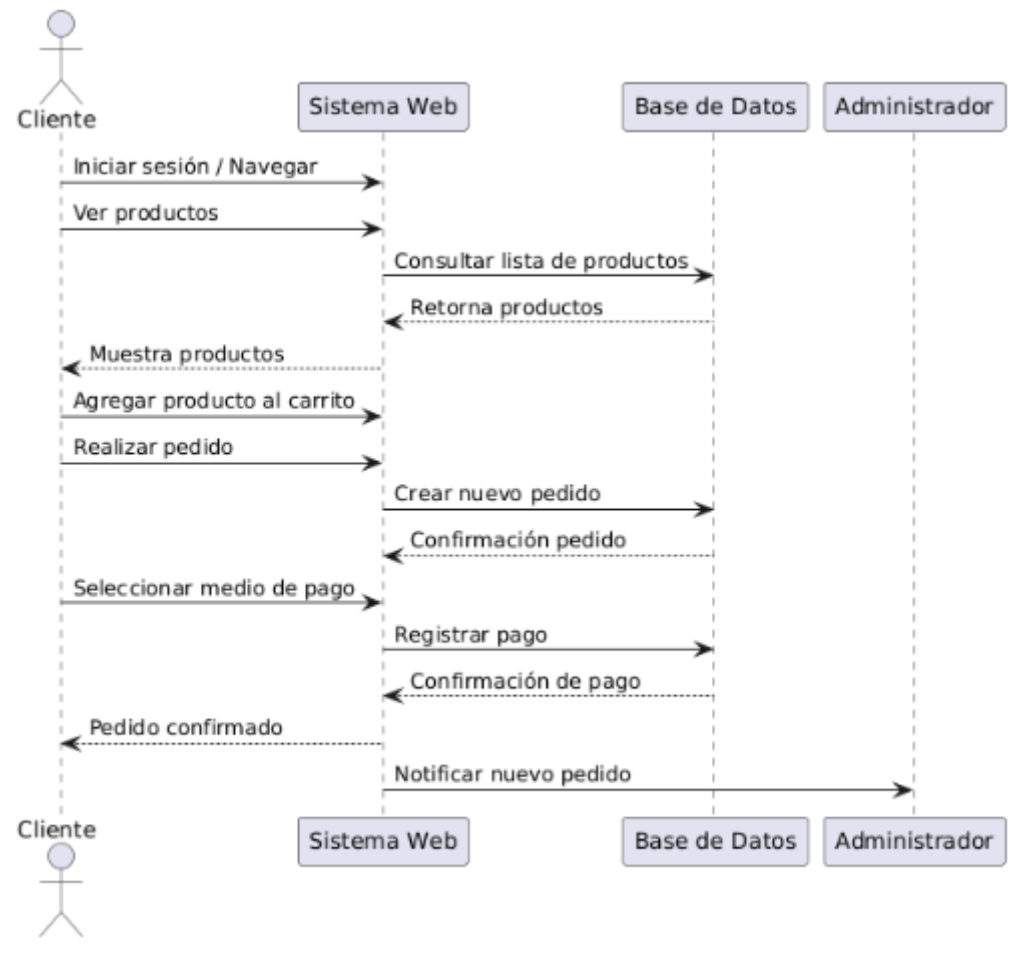 Cliente
Sistema Web
Base de Datos
Administrador
Iniciar sesión / Navegar
Ver productos
Consultar lista de productos
Retorna productos
Muestra productos
Agregar producto al carrito
Realizar pedido
Crear nuevo pedido
Confirmación pedido
Seleccionar medio de pago
Registrar pago
Confirmación de pago
Pedido confirmado
Notificar nuevo pedido
Cliente
Sistema Web
Base de Datos
Administrador